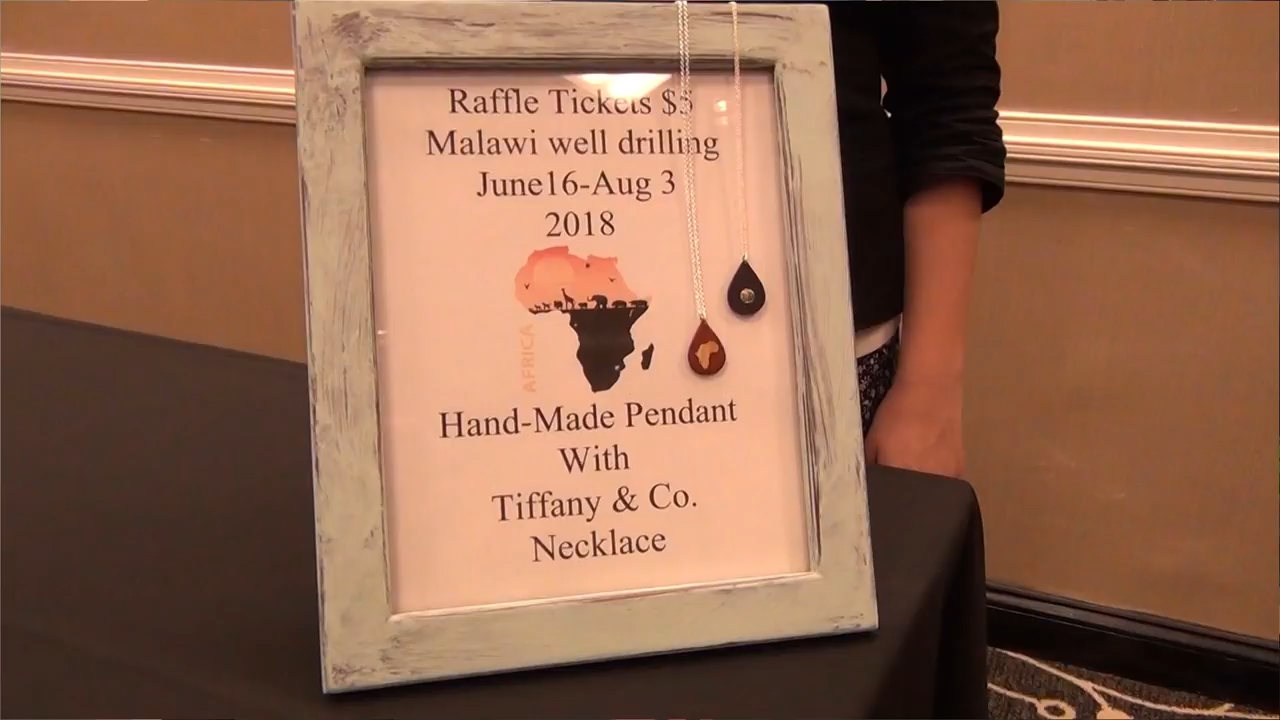 Raffle Tickets $5
Malawi well drilling
June16-Aug 3
2018
AFRICA
Hand-Made Pendant
With
Tiffany & Co.
Necklace